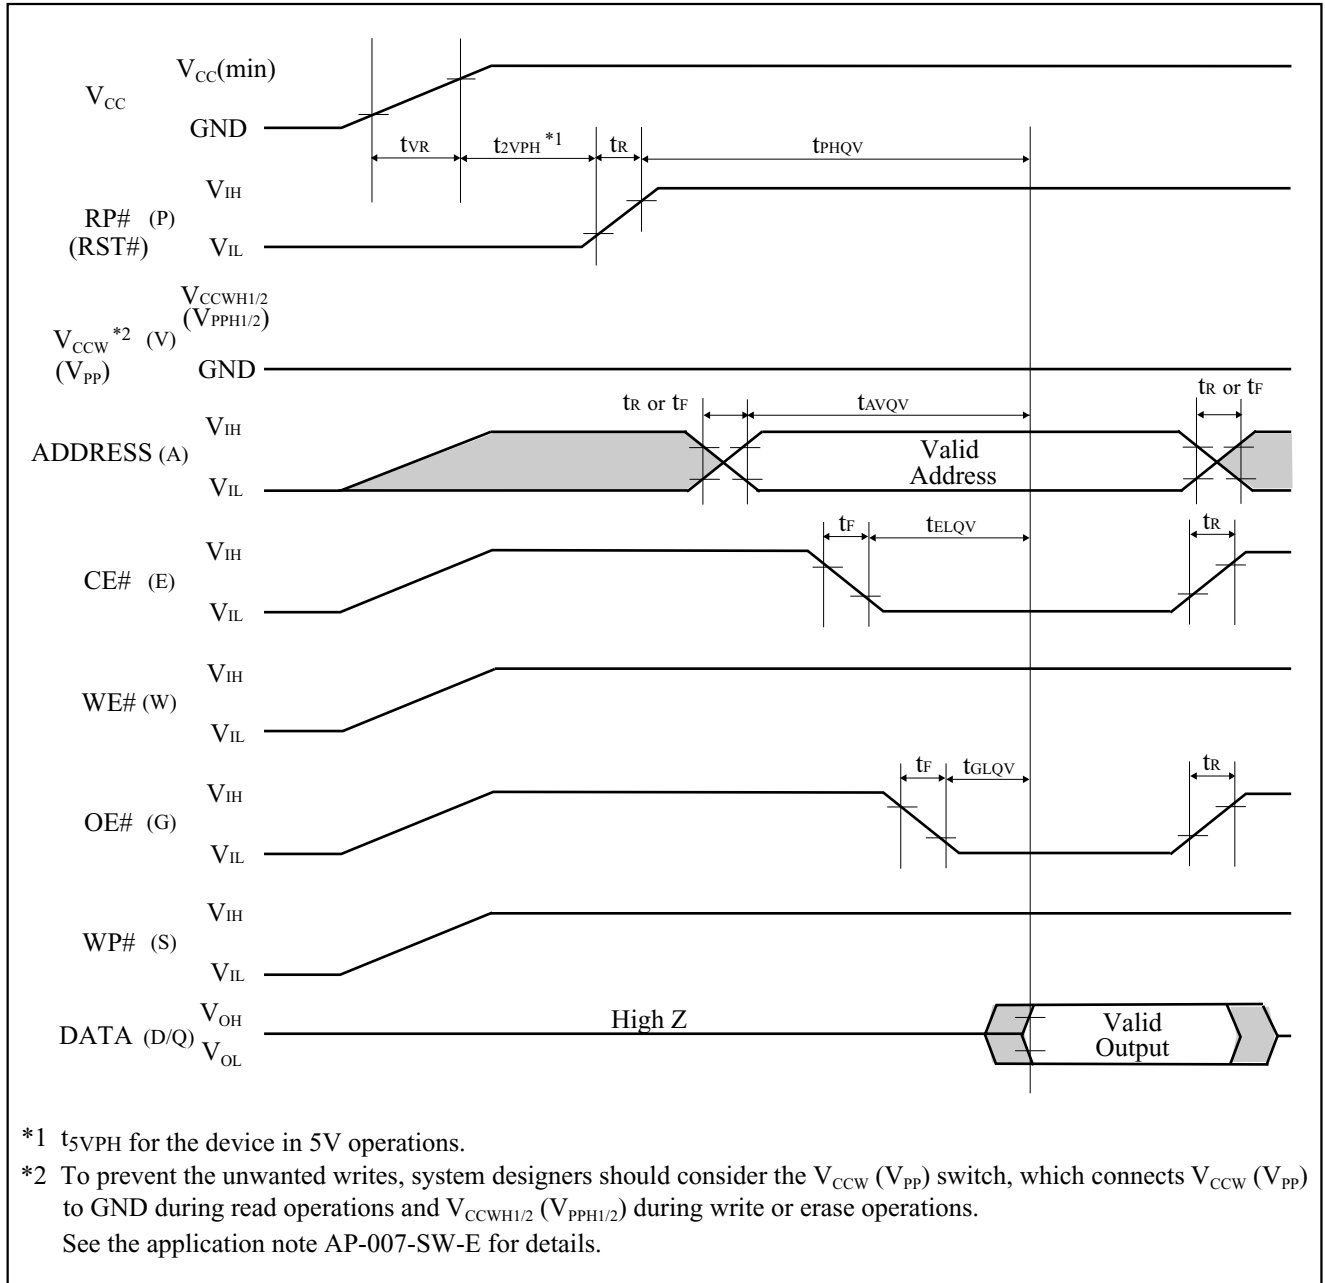 VCC(min)
VCC
GND
tVR
t2VPH *1
tR
tPHQV
VIH
RP# (P)
(RST#)
VIL
VCCWH1/2
(VPPH1/2)
VCCW *2 (V)
(VPP)
GND
tR or tF
tAVQV
tR or tF
VIH
ADDRESS (A)
Valid
Address
VIL
tF
tELQV
tR
VIH
CE# (E)
VIL
VIH
WE# (W)
VIL
tF
tGLQV
tR
VIH
OE# (G)
VIL
VIH
WP# (S)
VIL
VOH
High Z
DATA (D/Q)
Valid
Output
VOL
*1 t5VPH for the device in 5V operations.
*2 To prevent the unwanted writes, system designers should consider the VCCW (VPP) switch, which connects VCCW (VPP)
to GND during read operations and VCCWH1/2 (VPPH1/2) during write or erase operations.
See the application note AP-007-SW-E for details.